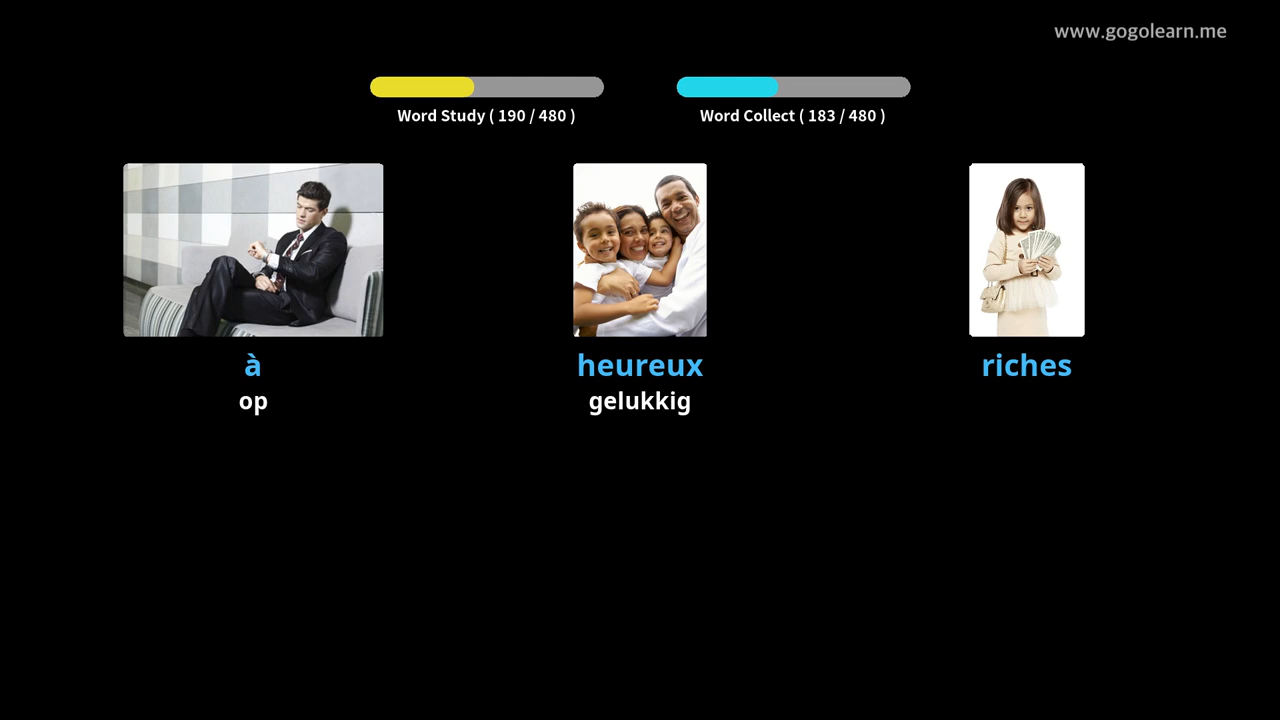 www.gogolearn.me
Word Study ( 190 / 480 )
Word Collect ( 183 / 480 )
à
op
heureux
gelukkig
riches